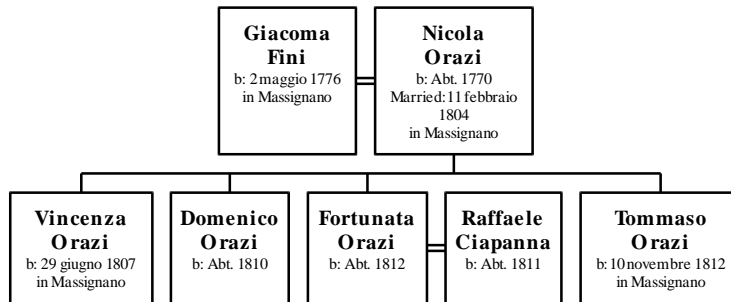 Giacoma
Fini
b: 2 maggio 1776
in Massignano
Nicola
Orazi
b: Abt. 1770
Married: 11 febbraio
1804
in Massignano
Vincenza
Orazi
b: 29 giugno 1807
in Massignano
Domenico
Orazi
b: Abt. 1810
Fortunata
Orazi
b: Abt. 1812
Raffaele
Ciapanna
b: Abt. 1811
Tommaso
Orazi
b: 10 novembre 1812
in Massignano